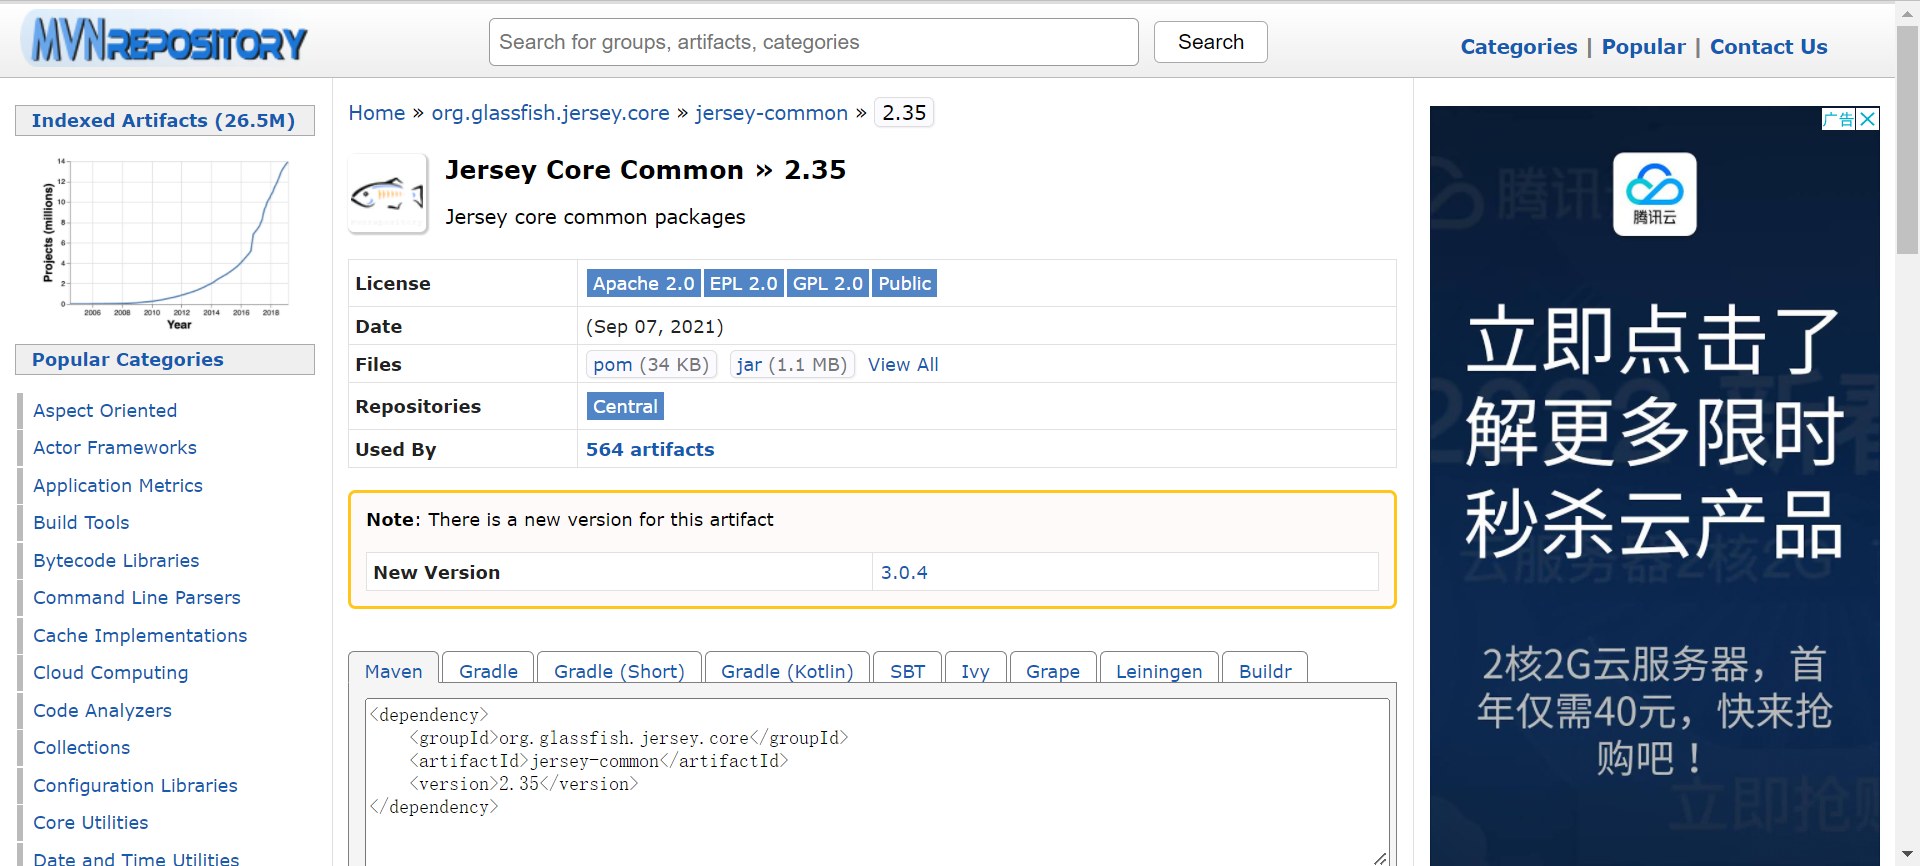 MVNREPOSITORY
Search for groups, artifacts, categories
Search
Categories | Popular | Contact Us
Indexed Artifacts (26.5M)
Projects (millions)
14
12
10
8
6
4
2
0
2006 2008 2010 2012 2014 2016 2018
Year
Popular Categories
Aspect Oriented
Actor Frameworks
Application Metrics
Build Tools
Bytecode Libraries
Command Line Parsers
Cache Implementations
Cloud Computing
Code Analyzers
Collections
Configuration Libraries
Core Utilities
Date and Time Utilities
Home » org.glassfish.jersey.core » jersey-common » 2.35
Jersey Core Common » 2.35
Jersey core common packages
License Apache 2.0 EPL 2.0 GPL 2.0 Public
Date (Sep 07, 2021)
Files pom (34 KB) jar (1.1 MB) View All
Repositories Central
Used By 564 artifacts
Note: There is a new version for this artifact
New Version 3.0.4
Maven Gradle Gradle (Short) Gradle (Kotlin) SBT Ivy Grape Leiningen Buildr
<dependency>
    <groupId>org.glassfish.jersey.core</groupId>
    <artifactId>jersey-common</artifactId>
    <version>2.35</version>
</dependency>
广告
腾讯云
立即点击了
解更多限时
秒杀云产品
2核2G云服务器，首
年仅需40元，快来抢
购吧！